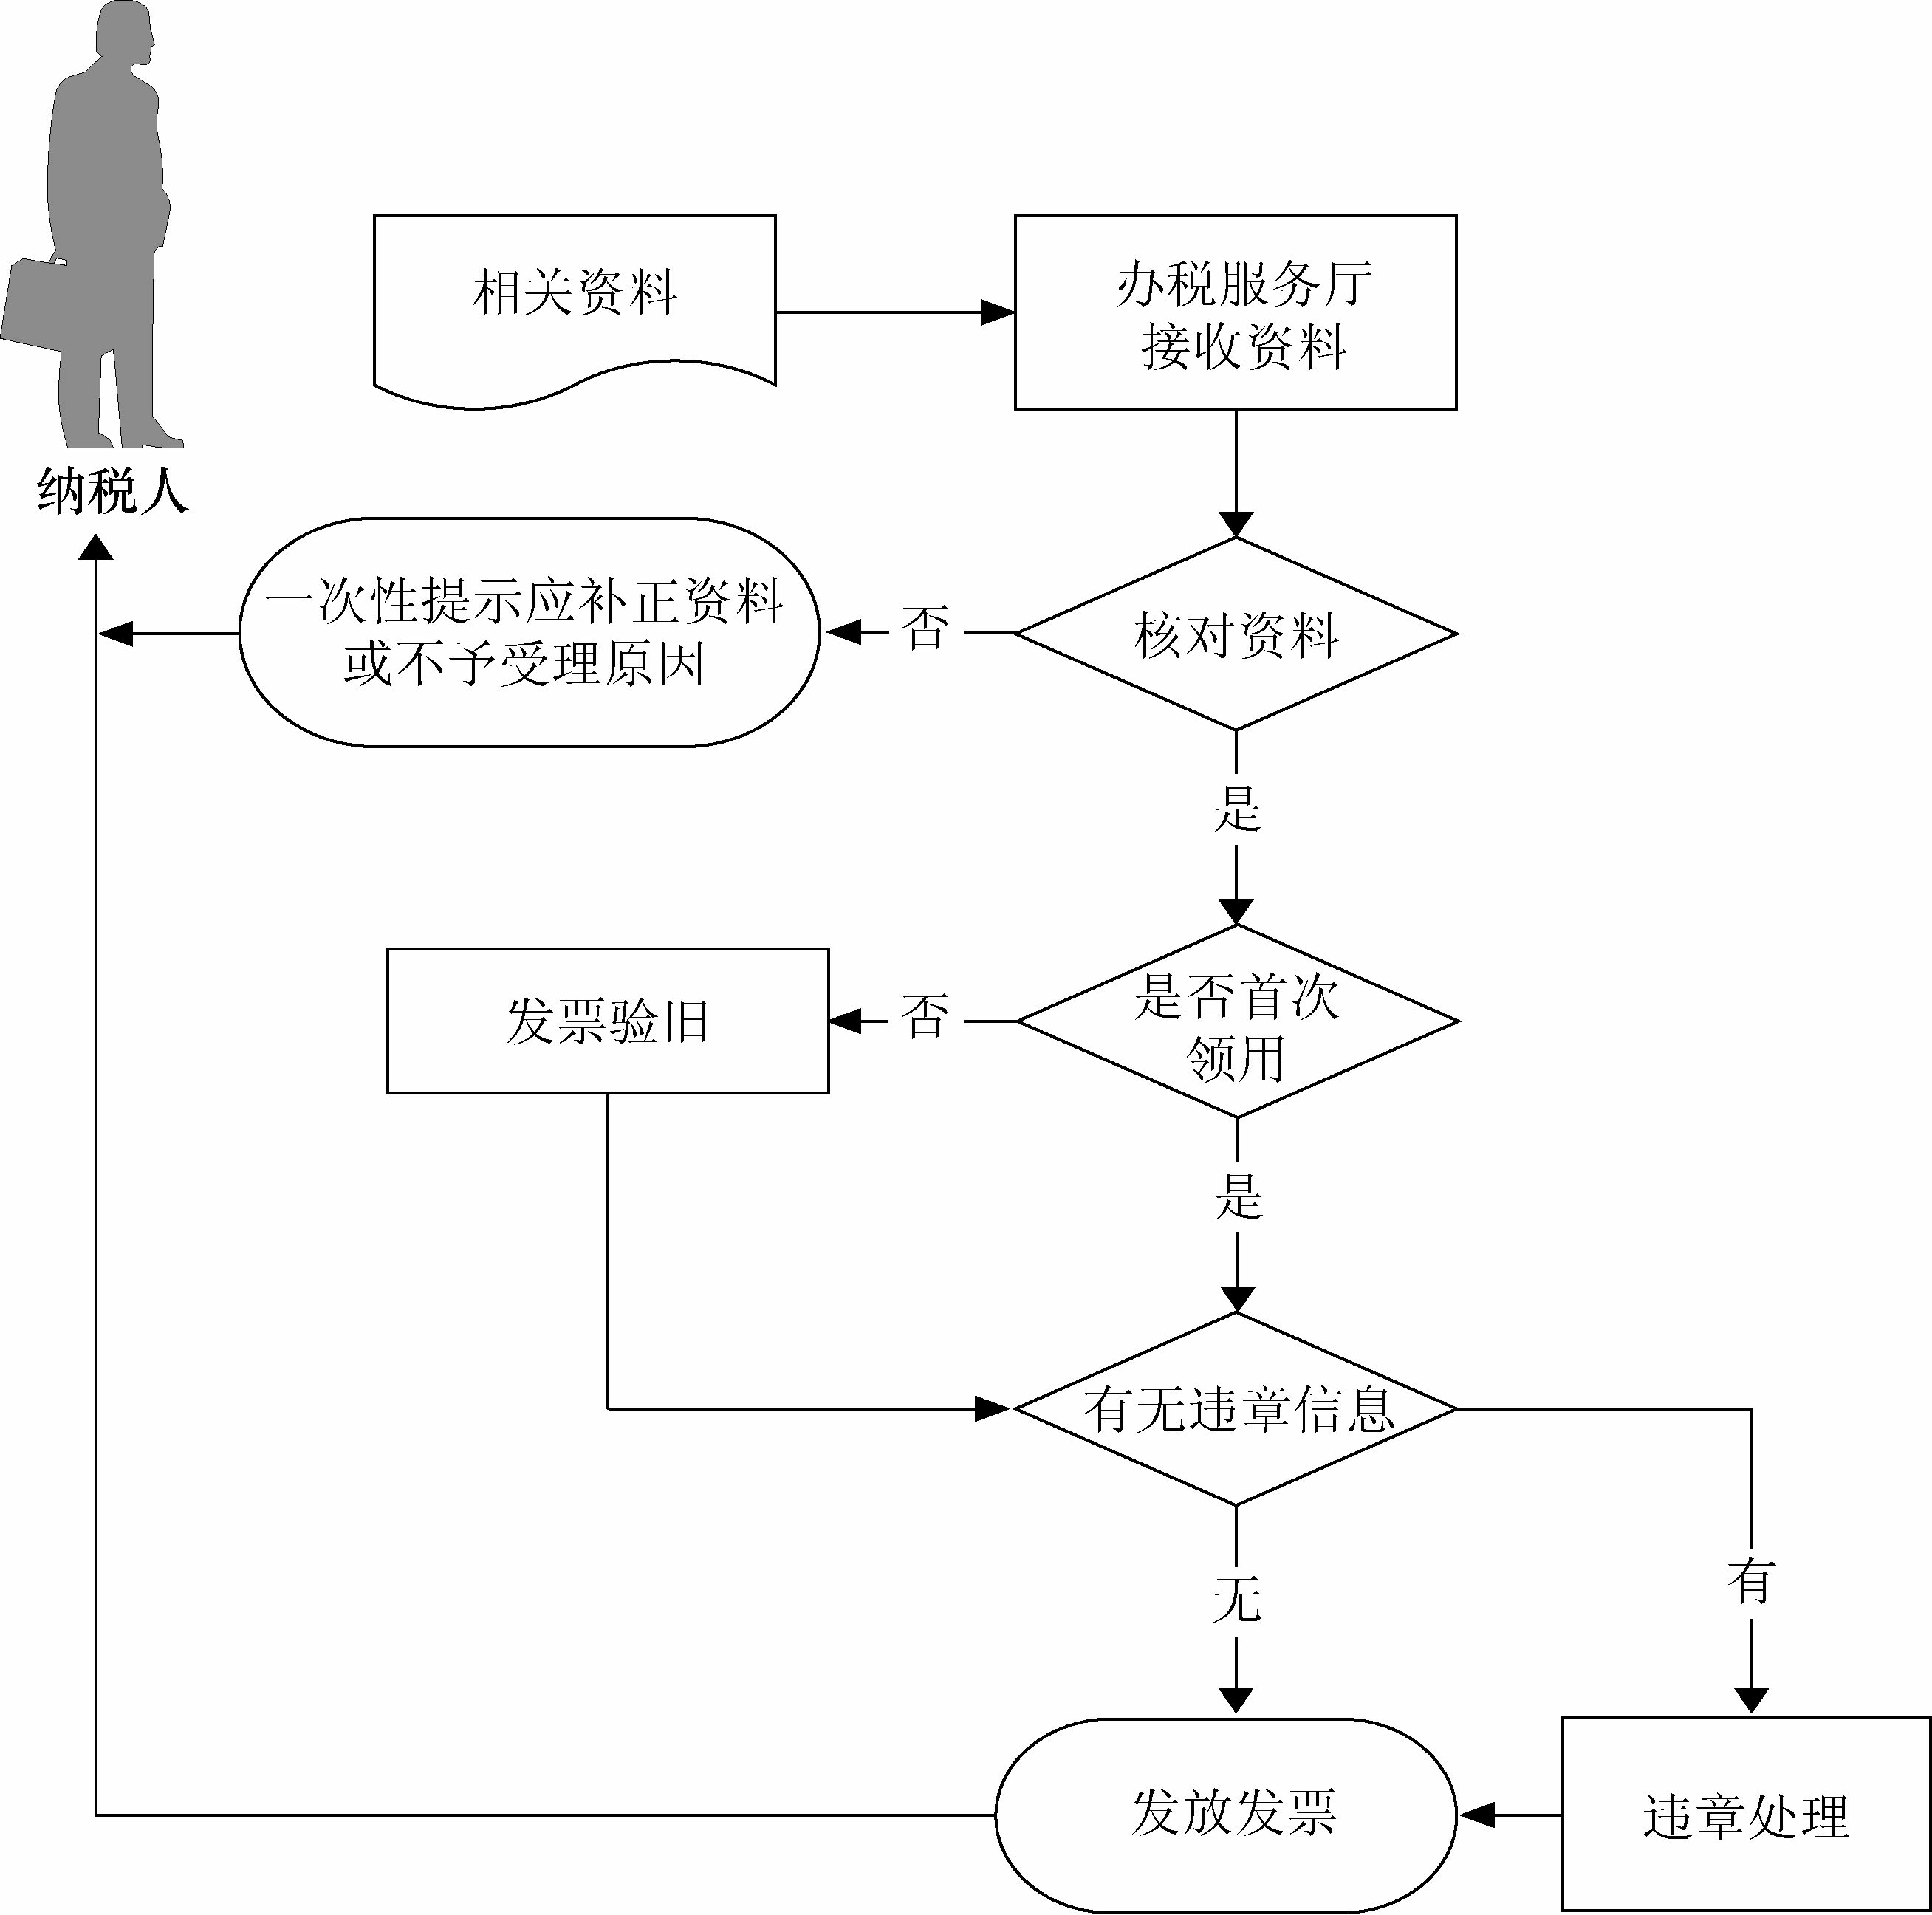 相关资料
办税服务厅
接收资料
纳税人
一次性提示应补正资料
或不予受理原因
否
核对资料
是
发票验旧
否
是否首次
领用
是
有无违章信息
无
有
发放发票
违章处理